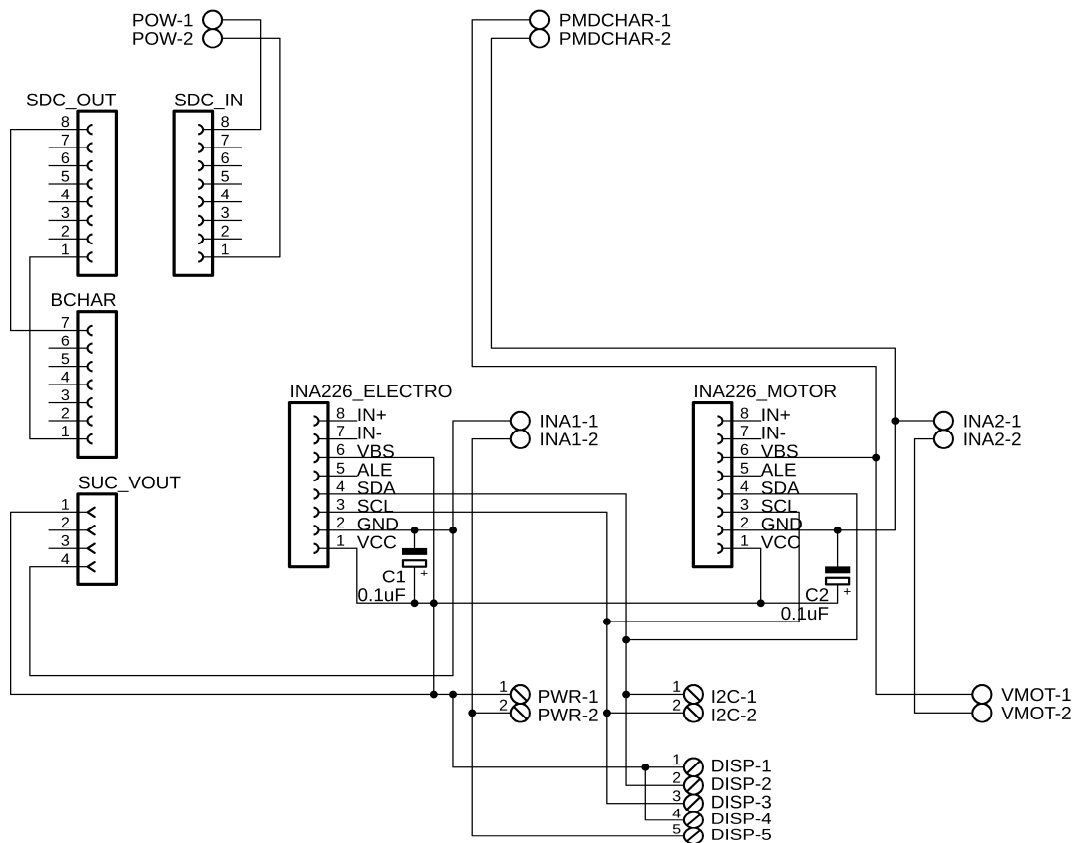 POW-1
POW-2
PMDCHAR-1
PMDCHAR-2
SDC_OUT
8
7
6
5
4
3
2
1
SDC_IN
8
7
6
5
4
3
2
1
BCHAR
7
6
5
4
3
2
1
SUC_VOUT
1
2
3
4
INA226_ELECTRO
8 IN+
7 IN-
6 VBS
5 ALE
4 SDA
3 SCL
2 GND
1 VCC
C1
0.1uF
INA1-1
INA1-2
INA226_MOTOR
8 IN+
7 IN-
6 VBS
5 ALE
4 SDA
3 SCL
2 GND
1 VCC
C2
0.1uF
INA2-1
INA2-2
1 PWR-1
2 PWR-2
1 I2C-1
2 I2C-2
VMOT-1
VMOT-2
1 DISP-1
2 DISP-2
3 DISP-3
4 DISP-4
5 DISP-5